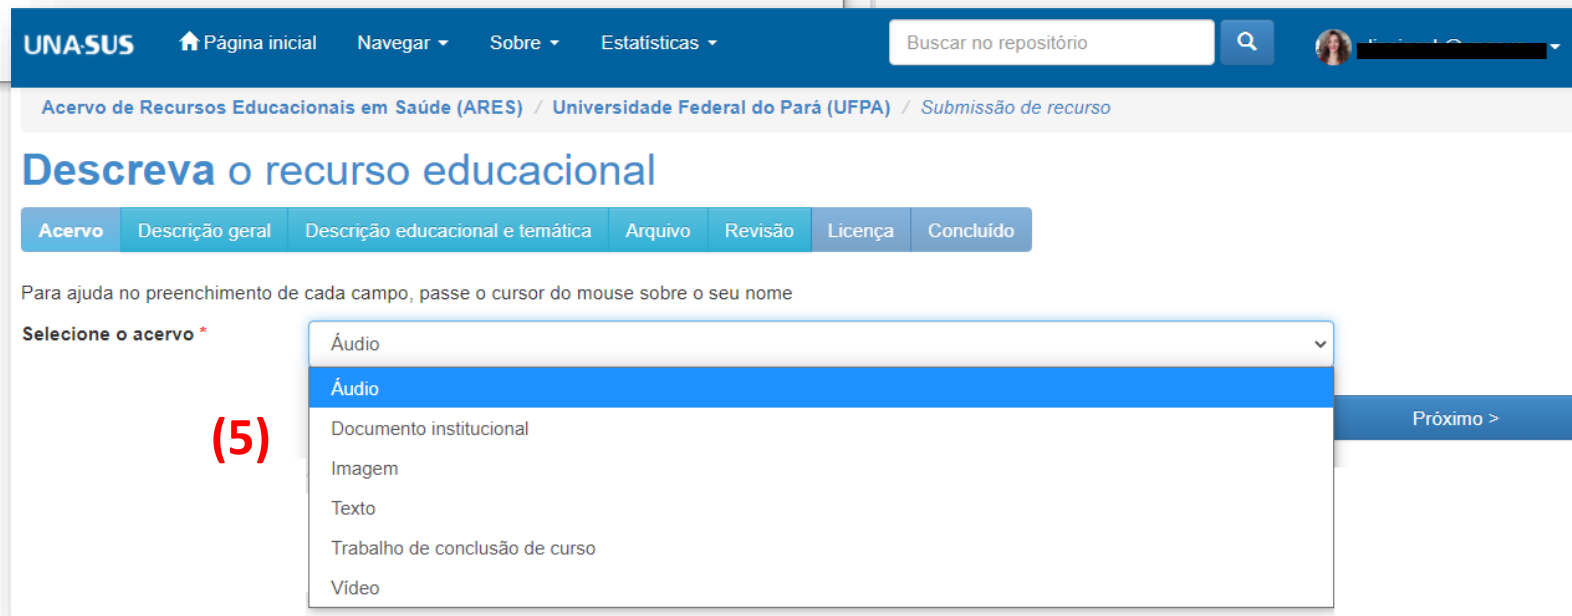 UNA-SUS Página inicial Navegar Sobre Estatísticas Buscar no repositório
Acervo de Recursos Educacionais em Saúde (ARES) / Universidade Federal do Pará (UFPA) / Submissão de recurso
Descreva o recurso educacional
Acervo Descrição geral Descrição educacional e temática Arquivo Revisão Licença Concluído
Para ajuda no preenchimento de cada campo, passe o cursor do mouse sobre o seu nome
Selecione o acervo *
Áudio
Áudio
Documento institucional
Próximo >
(5)
Imagem
Texto
Trabalho de conclusão de curso
Vídeo